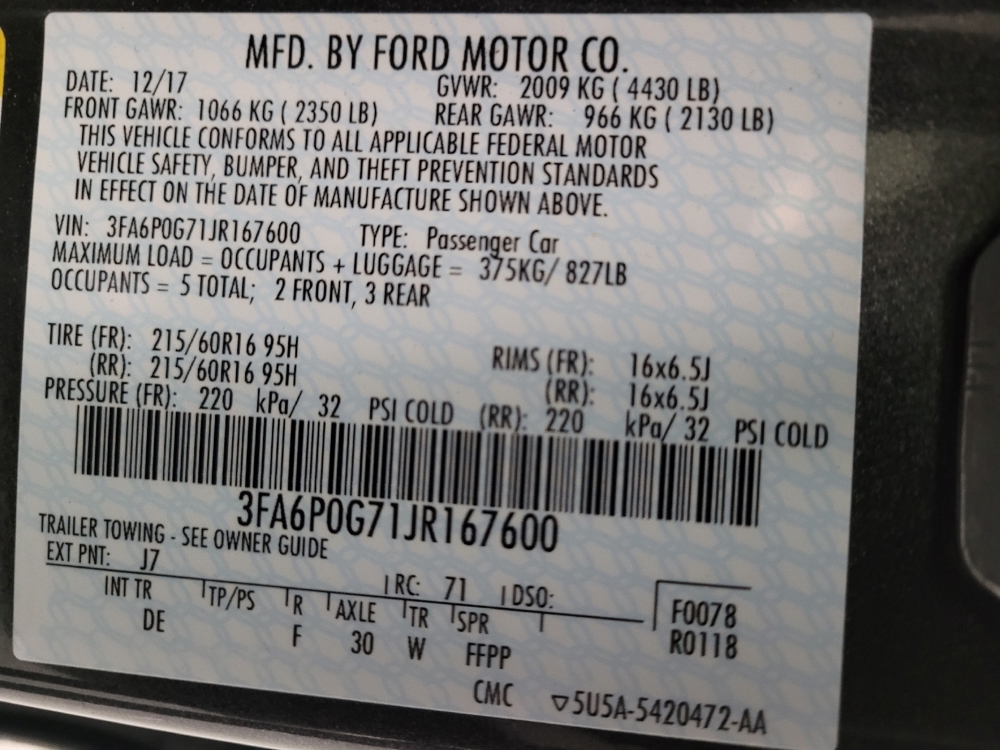 MFD. BY FORD MOTOR CO.
DATE: 12/17 GVWR: 2009 KG ( 4430 LB)
FRONT GAWR: 1066 KG ( 2350 LB) REAR GAWR: 966 KG ( 2130 LB)
THIS VEHICLE CONFORMS TO ALL APPLICABLE FEDERAL MOTOR
VEHICLE SAFETY, BUMPER, AND THEFT PREVENTION STANDARDS
IN EFFECT ON THE DATE OF MANUFACTURE SHOWN ABOVE.
VIN: 3FA6P0G71JR167600 TYPE: Passenger Car
MAXIMUM LOAD = OCCUPANTS + LUGGAGE = 375KG/ 827LB
OCCUPANTS = 5 TOTAL; 2 FRONT, 3 REAR
TIRE (FR): 215/60R16 95H RIMS (FR): 16x6.5J
(RR): 215/60R16 95H (RR): 16x6.5J
PRESSURE (FR): 220 kPa/ 32 PSI COLD (RR): 220 kPa/ 32 PSI COLD
3FA6P0G71JR167600
TRAILER TOWING - SEE OWNER GUIDE
EXT PNT: J7 RC: 71 DSO:
INT TR TP/PS R AXLE TR SPR F0078
DE F 30 W FFPP R0118
CMC ▽5U5A-5420472-AA